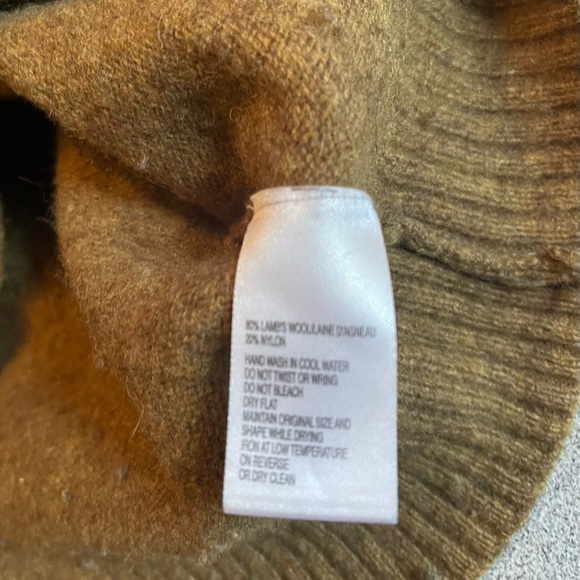 80% LAMB'S WOOL/LAINE D'AGNEAU
20% NYLON
HAND WASH IN COOL WATER
DO NOT TWIST OR WRING
DO NOT BLEACH
DRY FLAT
MAINTAIN ORIGINAL SIZE AND
SHAPE WHILE DRYING
IRON AT LOW TEMPERATURE
ON REVERSE
OR DRY CLEAN